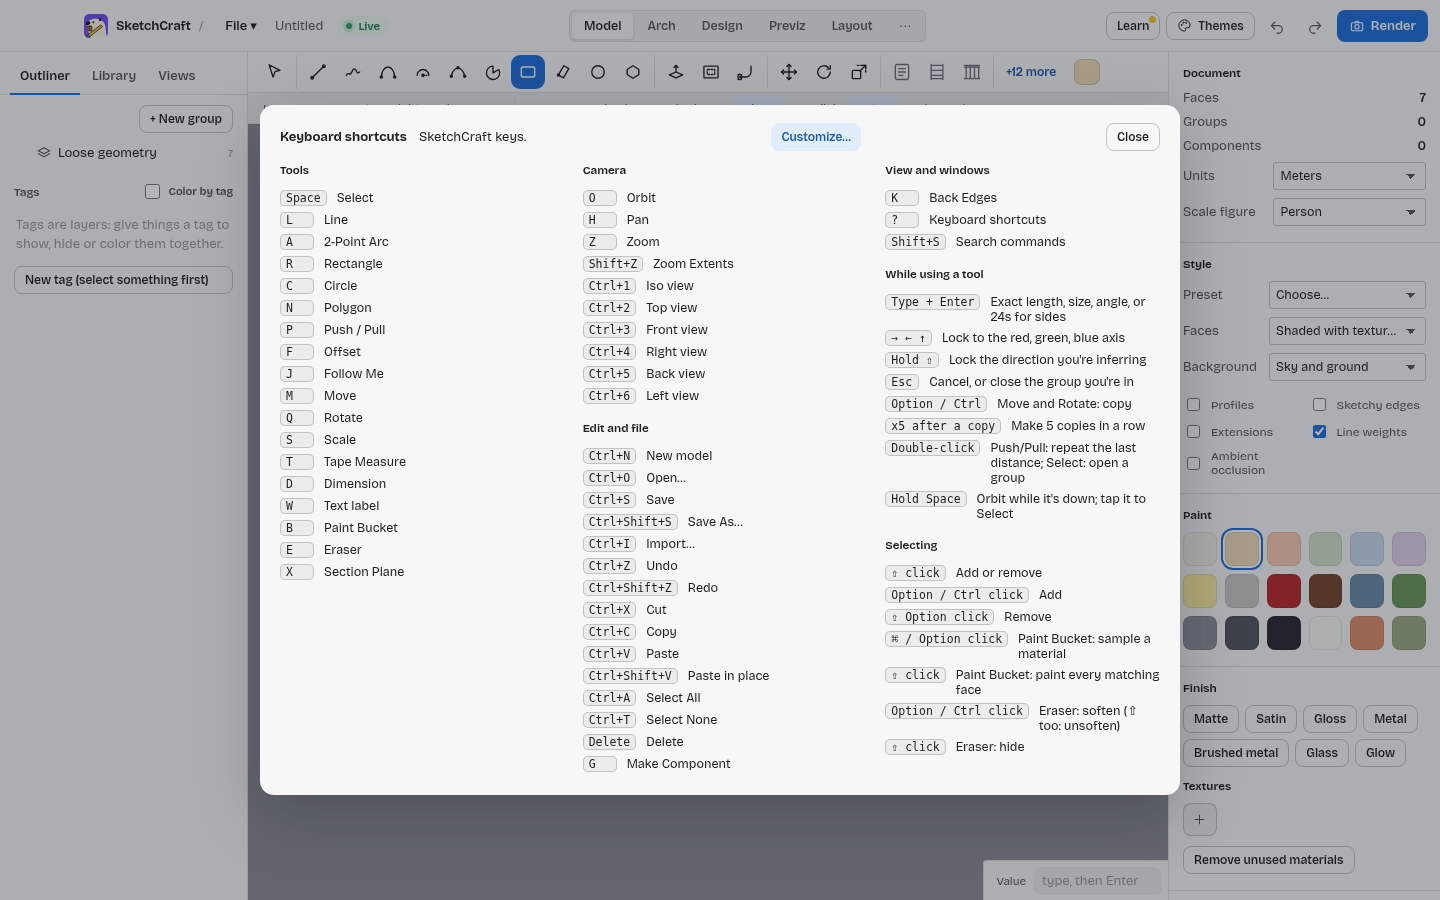 SketchCraft / File ▾ Untitled Live Model Arch Design Previz Layout ··· Learn Themes Render
Outliner Library Views
+12 more
+ New group
Loose geometry 7
Tags Color by tag
Tags are layers: give things a tag to
show, hide or color them together.
New tag (select something first)
Keyboard shortcuts SketchCraft keys. Customize... Close
Tools
Space Select
L Line
A 2-Point Arc
R Rectangle
C Circle
N Polygon
P Push / Pull
F Offset
J Follow Me
M Move
Q Rotate
S Scale
T Tape Measure
D Dimension
W Text label
B Paint Bucket
E Eraser
X Section Plane
Camera
O Orbit
H Pan
Z Zoom
Shift+Z Zoom Extents
Ctrl+1 Iso view
Ctrl+2 Top view
Ctrl+3 Front view
Ctrl+4 Right view
Ctrl+5 Back view
Ctrl+6 Left view
Edit and file
Ctrl+N New model
Ctrl+O Open...
Ctrl+S Save
Ctrl+Shift+S Save As...
Ctrl+I Import...
Ctrl+Z Undo
Ctrl+Shift+Z Redo
Ctrl+X Cut
Ctrl+C Copy
Ctrl+V Paste
Ctrl+Shift+V Paste in place
Ctrl+A Select All
Ctrl+T Select None
Delete Delete
G Make Component
View and windows
K Back Edges
? Keyboard shortcuts
Shift+S Search commands
While using a tool
Type + Enter Exact length, size, angle, or
24s for sides
→ ← ↑ Lock to the red, green, blue axis
Hold ⇧ Lock the direction you're inferring
Esc Cancel, or close the group you're in
Option / Ctrl Move and Rotate: copy
x5 after a copy Make 5 copies in a row
Double-click Push/Pull: repeat the last
distance; Select: open a
group
Hold Space Orbit while it's down; tap it to
Select
Selecting
⇧ click Add or remove
Option / Ctrl click Add
⇧ Option click Remove
⌘ / Option click Paint Bucket: sample a
material
⇧ click Paint Bucket: paint every matching
face
Option / Ctrl click Eraser: soften (⇧
too: unsoften)
⇧ click Eraser: hide
Value type, then Enter
Document
Faces 7
Groups 0
Components 0
Units Meters
Scale figure Person
Style
Preset Choose...
Faces Shaded with textur...
Background Sky and ground
Profiles Sketchy edges
Extensions Line weights
Ambient
occlusion
Paint
Finish
Matte Satin Gloss Metal
Brushed metal Glass Glow
Textures
+
Remove unused materials